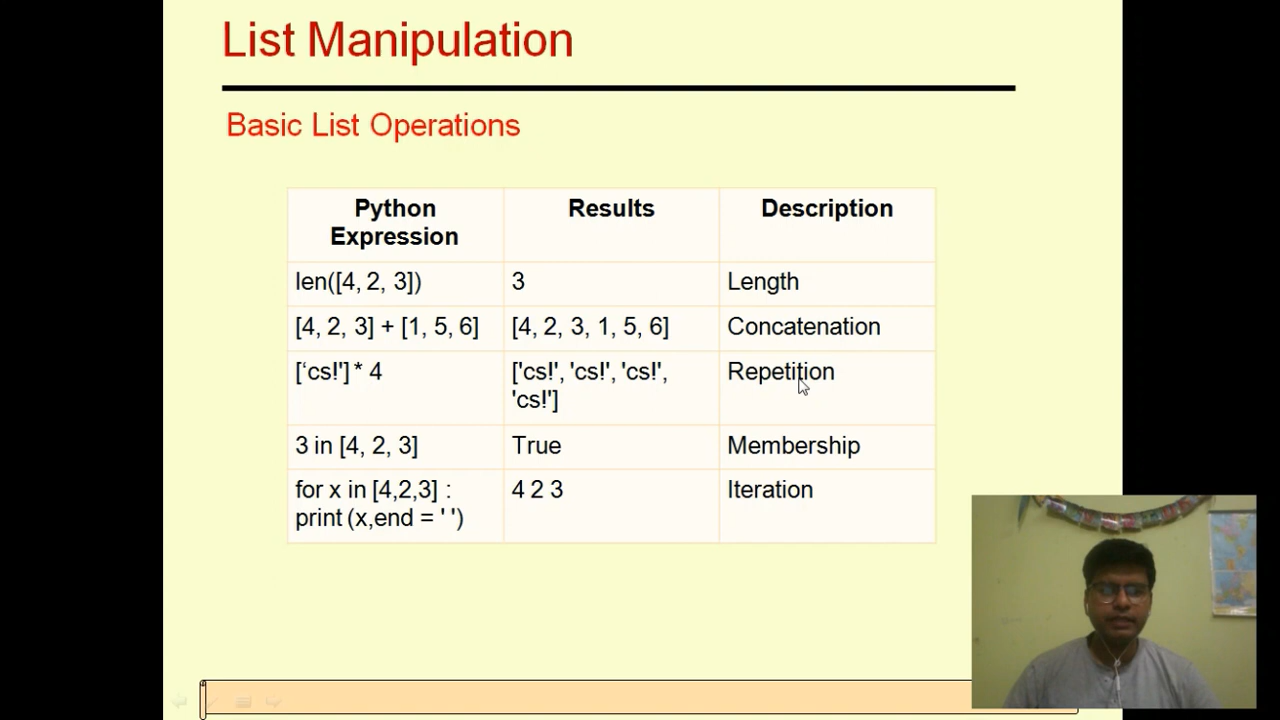 List Manipulation
Basic List Operations
Python Expression
Results
Description
len([4, 2, 3])
3
Length
[4, 2, 3] + [1, 5, 6]
[4, 2, 3, 1, 5, 6]
Concatenation
[‘cs!'] * 4
['cs!', 'cs!', 'cs!',
'cs!']
Repetition
3 in [4, 2, 3]
True
Membership
for x in [4,2,3] :
print (x,end = ' ')
4 2 3
Iteration